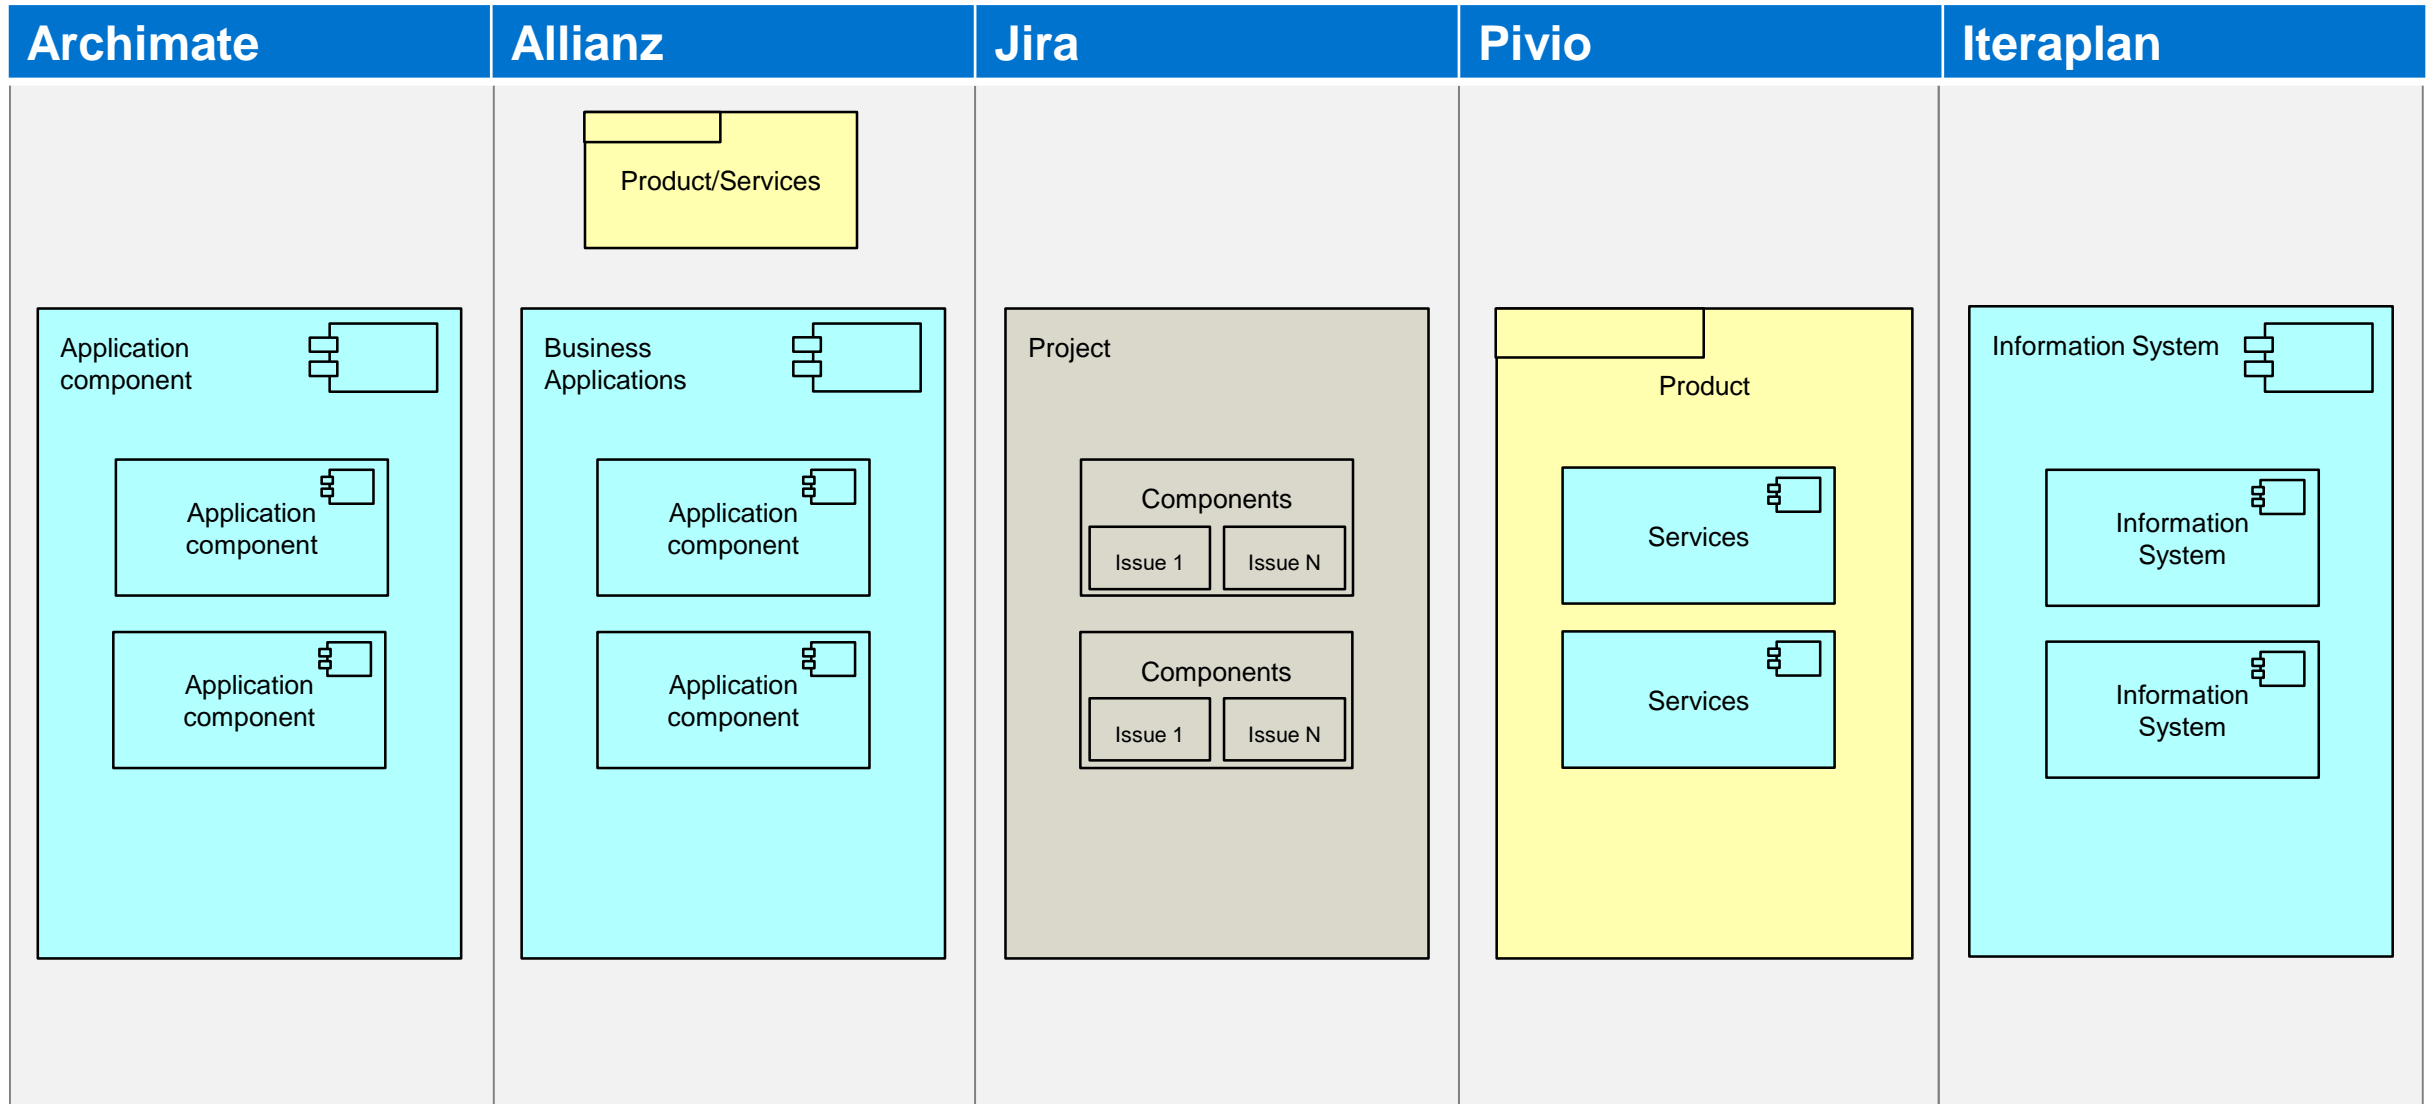 Archimate
Allianz
Jira
Pivio
Iteraplan
Product/Services
Application
component
Application
component
Application
component
Business
Applications
Application
component
Application
component
Project
Components
Issue 1
Issue N
Components
Issue 1
Issue N
Product
Services
Services
Information System
Information
System
Information
System